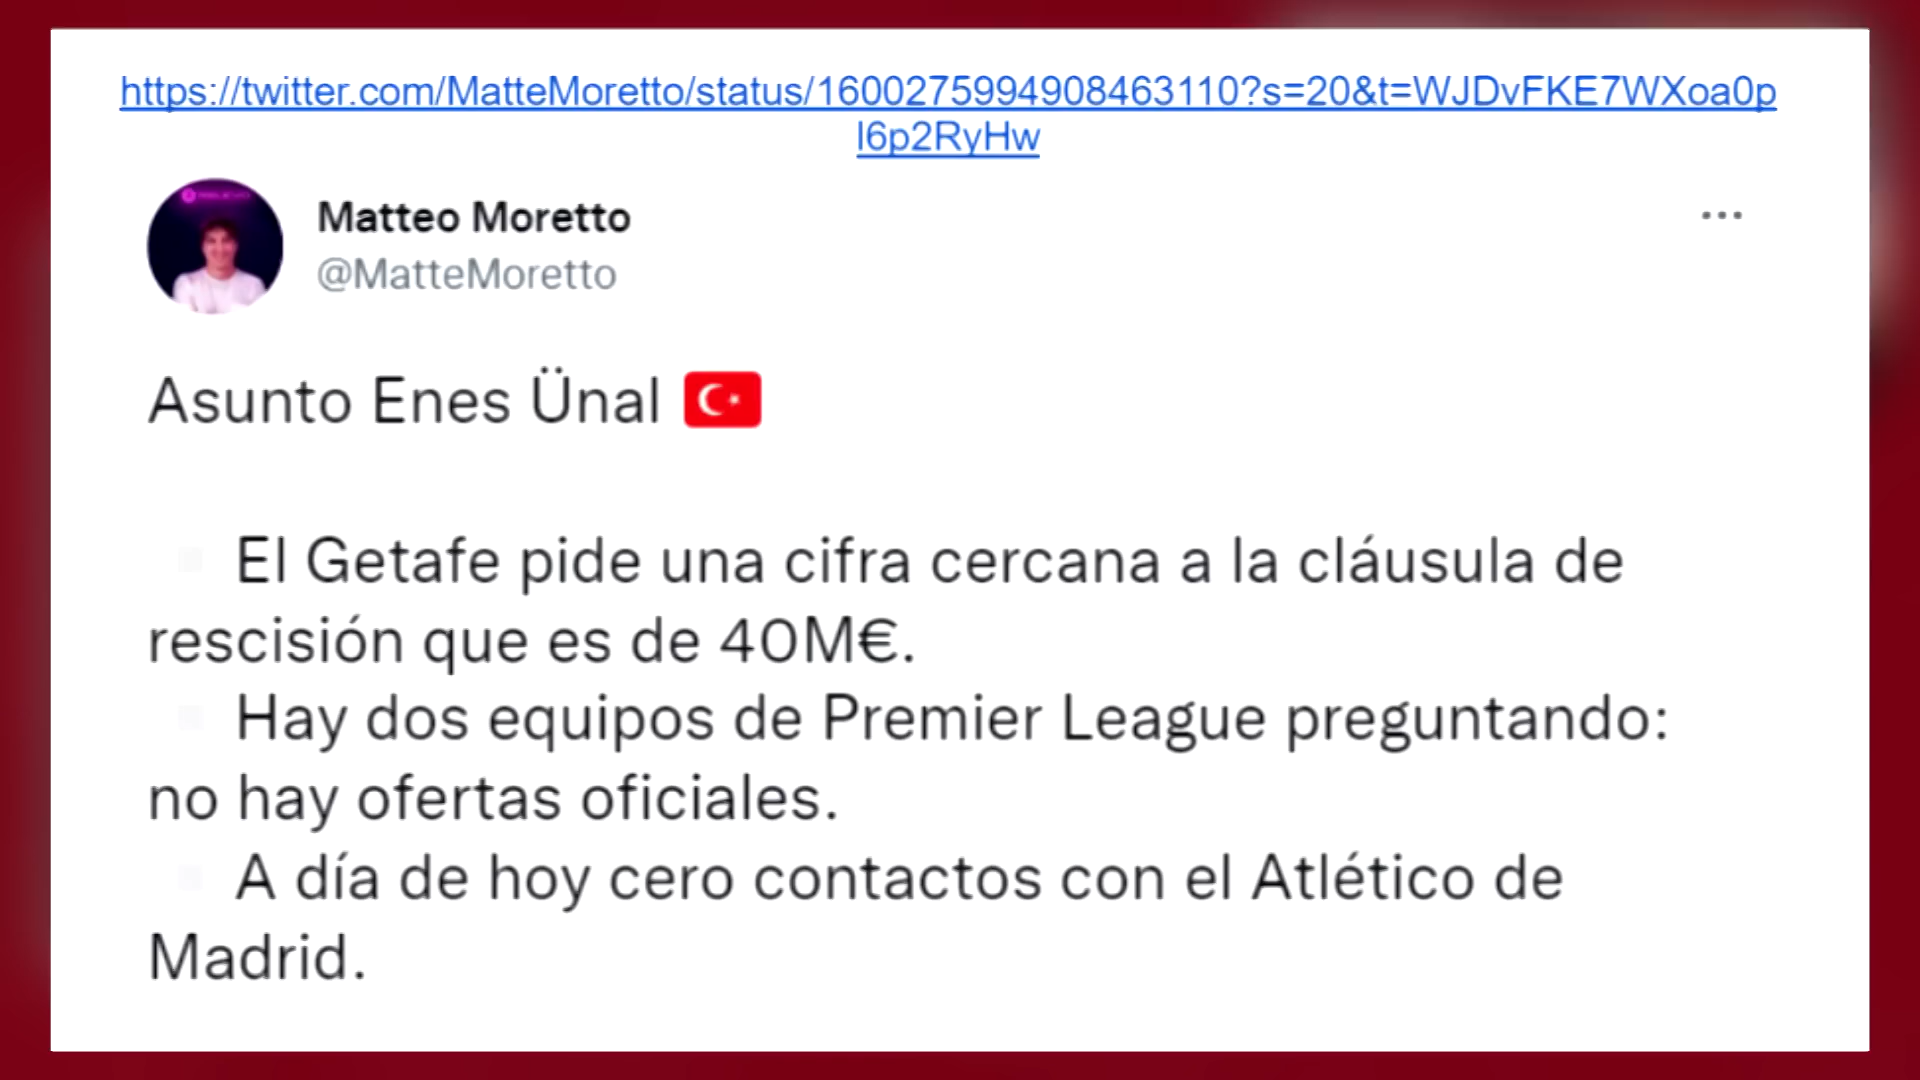 https://twitter.com/MatteMoretto/status/1600275994908463110?s=20&t=WJDvFKE7WXoa0p
l6p2RyHw
Matteo Moretto
@MatteMoretto
Asunto Enes Ünal
El Getafe pide una cifra cercana a la cláusula de
rescisión que es de 40M€.
Hay dos equipos de Premier League preguntando:
no hay ofertas oficiales.
A día de hoy cero contactos con el Atlético de
Madrid.